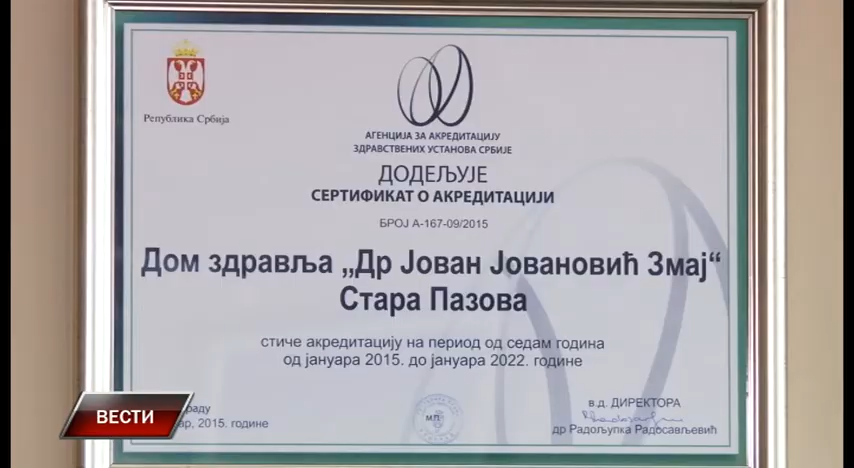 Република Србија
АГЕНЦИЈА ЗА АКРЕДИТАЦИЈУ
ЗДРАВСТВЕНИХ УСТАНОВА СРБИЈЕ
ДОДЕЉУЈЕ
СЕРТИФИКАТ О АКРЕДИТАЦИЈИ
БРОЈ А-167-09/2015
Дом здравља „Др Јован Јовановић Змај“
Стара Пазова
стиче акредитацију на период од седам година
од јануара 2015. до јануара 2022. године
в.д. ДИРЕКТОРА
др Радољупка Радосављевић
м.п.
2015. године
ВЕСТИ